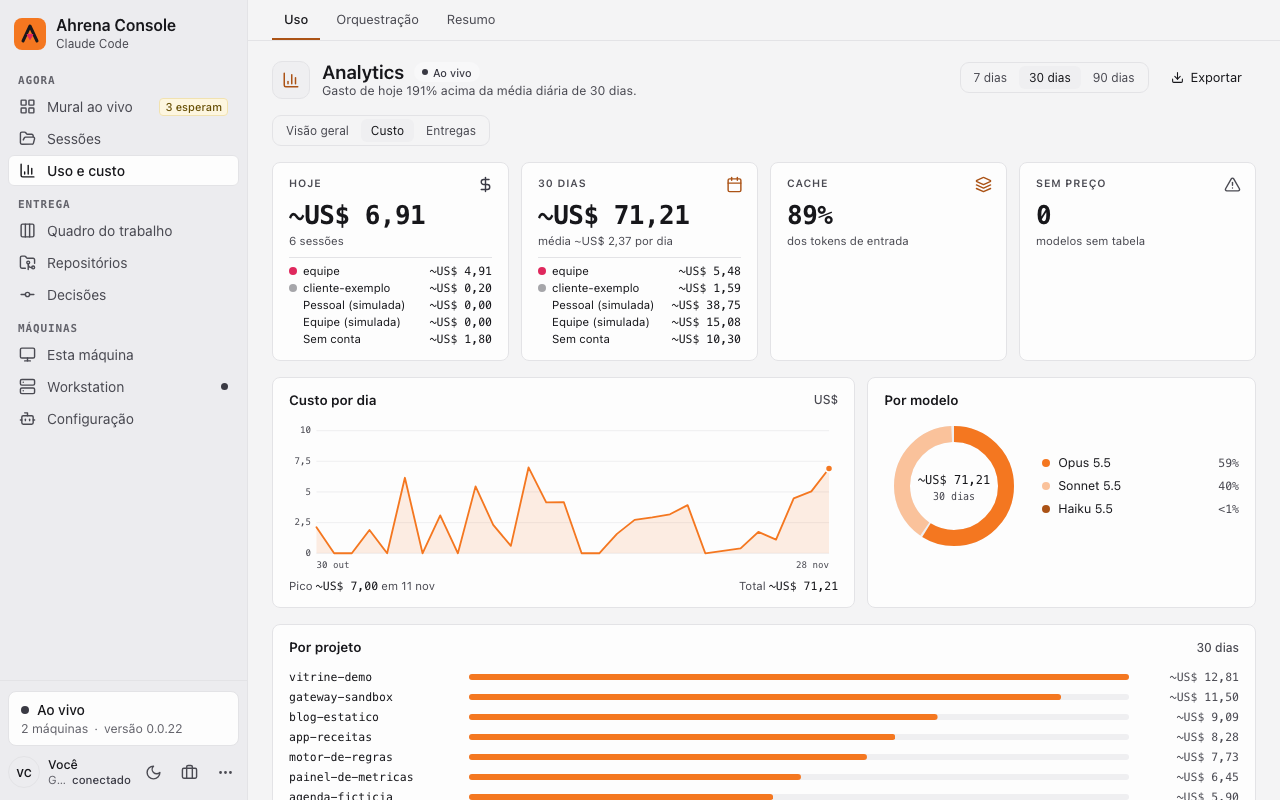 Ahrena Console
Claude Code
AGORA
Mural ao vivo
3 esperam
Sessões
Uso e custo
ENTREGA
Quadro do trabalho
Repositórios
Decisões
MÁQUINAS
Esta máquina
Workstation
Configuração
Ao vivo
2 máquinas · versão 0.0.22
VC
Você
G... conectado
Uso Orquestração Resumo
Analytics
Ao vivo
Gasto de hoje 191% acima da média diária de 30 dias.
7 dias 30 dias 90 dias
Exportar
Visão geral Custo Entregas
HOJE
~US$ 6,91
6 sessões
equipe ~US$ 4,91
cliente-exemplo ~US$ 0,20
Pessoal (simulada) ~US$ 0,00
Equipe (simulada) ~US$ 0,00
Sem conta ~US$ 1,80
30 DIAS
~US$ 71,21
média ~US$ 2,37 por dia
equipe ~US$ 5,48
cliente-exemplo ~US$ 1,59
Pessoal (simulada) ~US$ 38,75
Equipe (simulada) ~US$ 15,08
Sem conta ~US$ 10,30
CACHE
89%
dos tokens de entrada
SEM PREÇO
0
modelos sem tabela
Custo por dia US$
10
7,5
5
2,5
0
30 out 28 nov
Pico ~US$ 7,00 em 11 nov Total ~US$ 71,21
Por modelo
~US$ 71,21
30 dias
Opus 5.5 59%
Sonnet 5.5 40%
Haiku 5.5 <1%
Por projeto 30 dias
vitrine-demo ~US$ 12,81
gateway-sandbox ~US$ 11,50
blog-estatico ~US$ 9,09
app-receitas ~US$ 8,28
motor-de-regras ~US$ 7,73
painel-de-metricas ~US$ 6,45
agenda-ficticia ~US$ 5,90